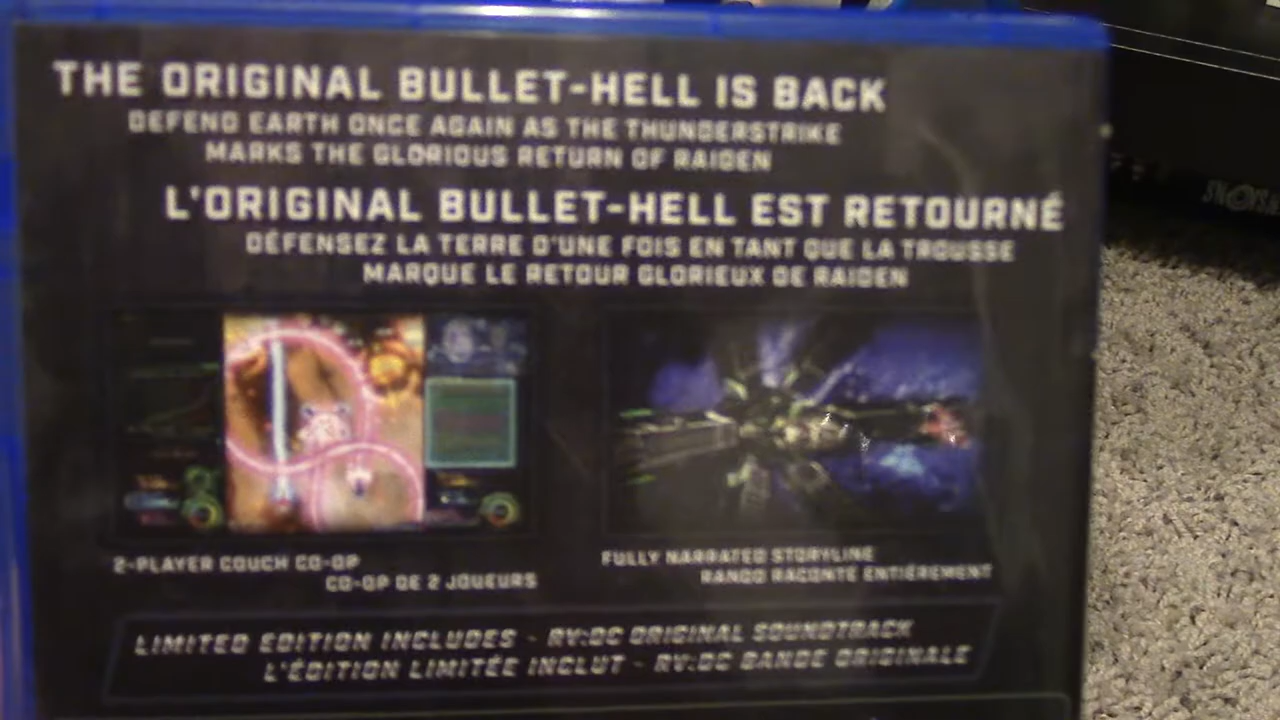 THE ORIGINAL BULLET-HELL IS BACK
DEFEND EARTH ONCE AGAIN AS THE THUNDERSTRIKE
MARKS THE GLORIOUS RETURN OF RAIDEN
L'ORIGINAL BULLET-HELL EST RETOURNÉ
DÉFENSEZ LA TERRE D'UNE FOIS EN TANT QUE LA TROUSSE
MARQUE LE RETOUR GLORIEUX DE RAIDEN
2-PLAYER COUCH CO-OP
CO-OP DE 2 JOUEURS
FULLY NARRATED STORYLINE
RANDO RACONTÉ ENTIÈREMENT
LIMITED EDITION INCLUDES - RV:DC ORIGINAL SOUNDTRACK
L'ÉDITION LIMITÉE INCLUT - RV:DC BANDE ORIGINALE